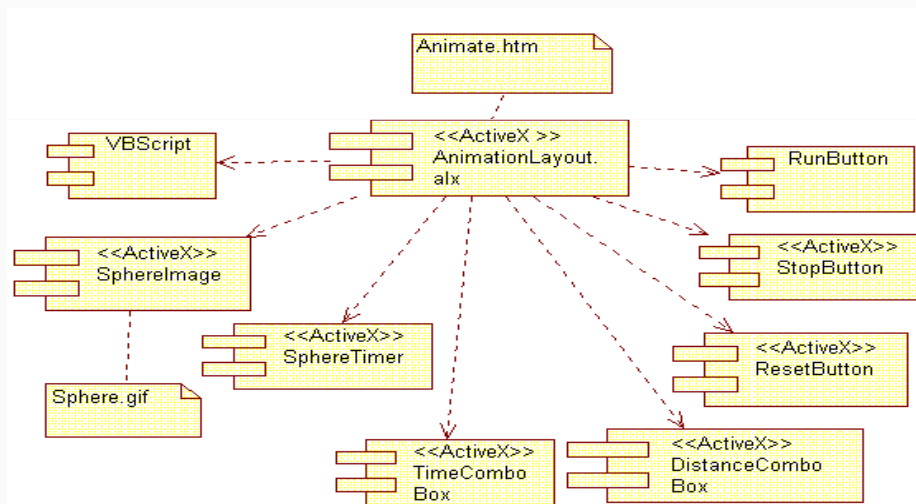 Animate.htm
<<ActiveX >>
AnimationLayout.
alx
VBScript
RunButton
<<ActiveX>>
SphereImage
<<ActiveX>>
StopButton
<<ActiveX>>
SphereTimer
<<ActiveX>>
ResetButton
Sphere.gif
<<ActiveX>>
TimeCombo
Box
<<ActiveX>>
DistanceCombo
Box